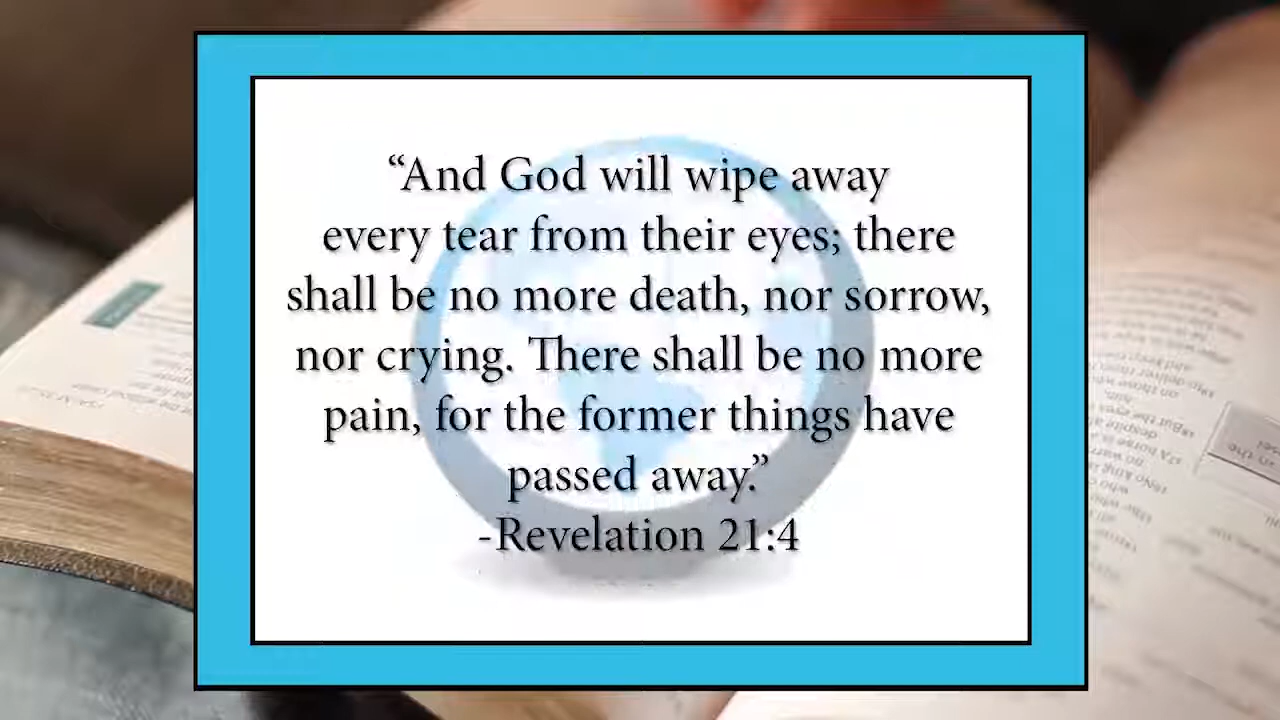 “And God will wipe away
every tear from their eyes; there
shall be no more death, nor sorrow,
nor crying. There shall be no more
pain, for the former things have
passed away.”
-Revelation 21:4